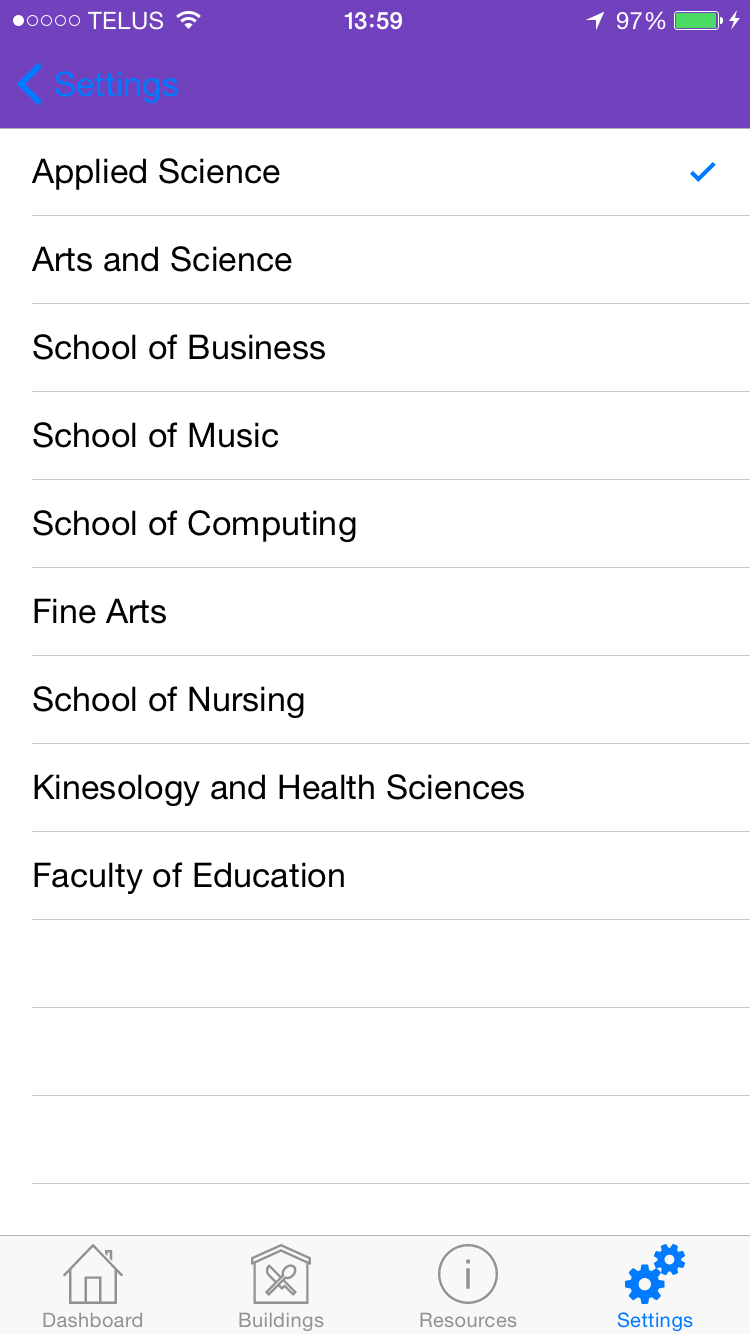 TELUS 13:59 97%
Settings
Applied Science
Arts and Science
School of Business
School of Music
School of Computing
Fine Arts
School of Nursing
Kinesology and Health Sciences
Faculty of Education
Dashboard Buildings Resources Settings